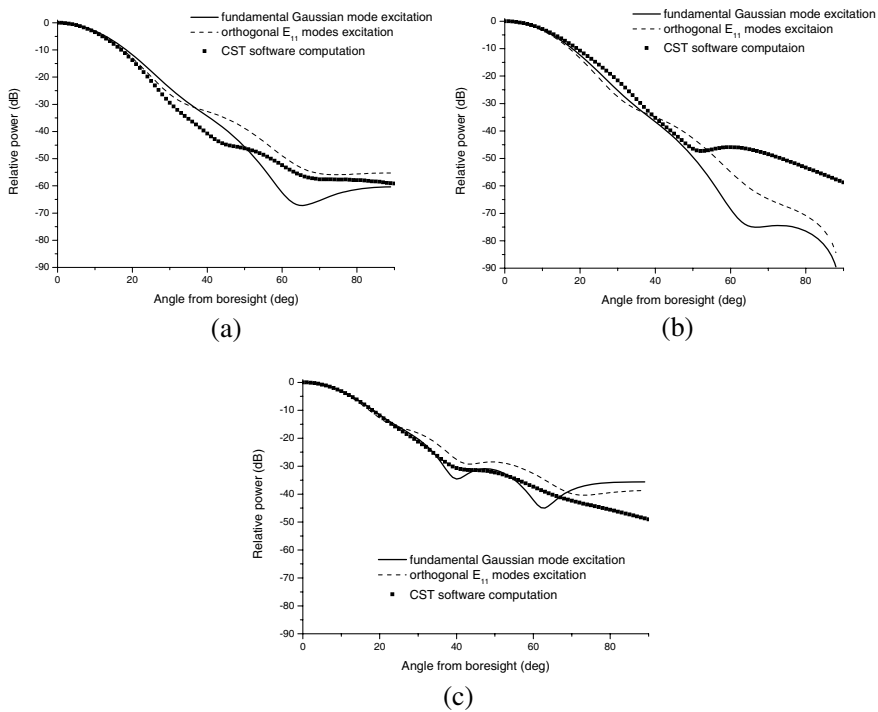 fundamental Gaussian mode excitation
orthogonal E11 modes excitation
CST software computation
0
-10
-20
-30
-40
-50
-60
-70
-80
-90
Relative power (dB)
0 20 40 60 80
Angle from boresight (deg)
(a)
fundamental Gaussian mode excitation
orthogonal E11 modes excitaion
CST software computaion
0
-10
-20
-30
-40
-50
-60
-70
-80
-90
Relative power (dB)
0 20 40 60 80
Angle from boresight (deg)
(b)
0
-10
-20
-30
-40
-50
-60
-70
-80
-90
Relative power (dB)
fundamental Gaussian mode excitation
orthogonal E11 modes excitation
CST software computation
0 20 40 60 80
Angle from boresight (deg)
(c)